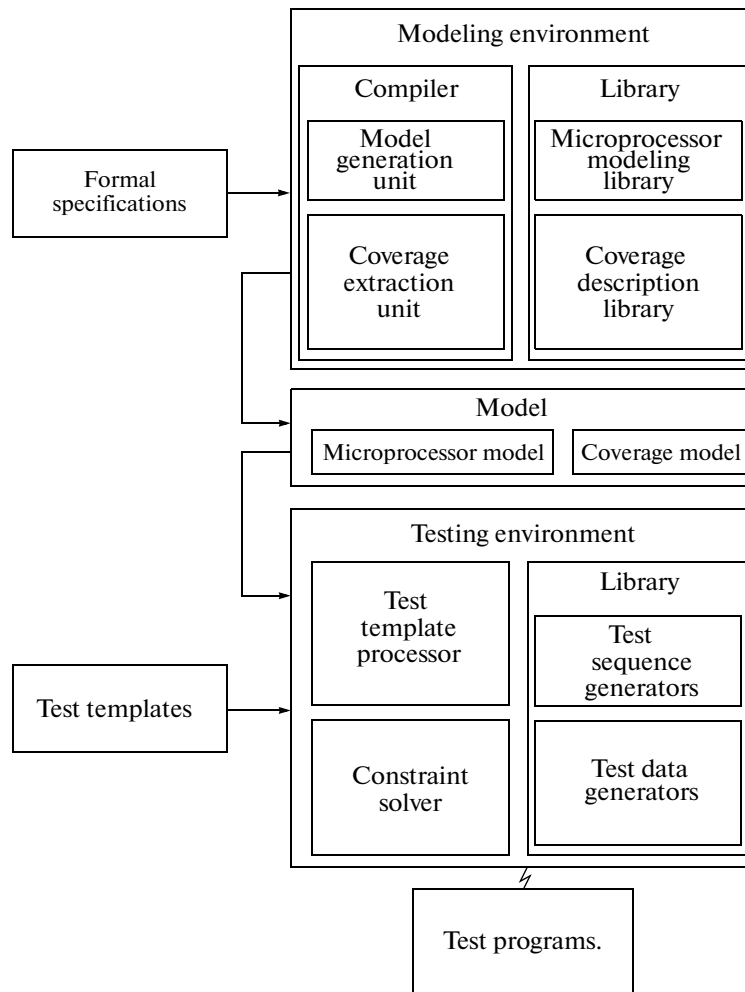 Modeling environment
Compiler
Library
Model
generation
unit
Microprocessor
modeling
library
Formal
specifications
Coverage
extraction
unit
Coverage
description
library
Model
Microprocessor model
Coverage model
Testing environment
Test
template
processor
Library
Test
sequence
generators
Test templates
Constraint
solver
Test data
generators
Test programs.